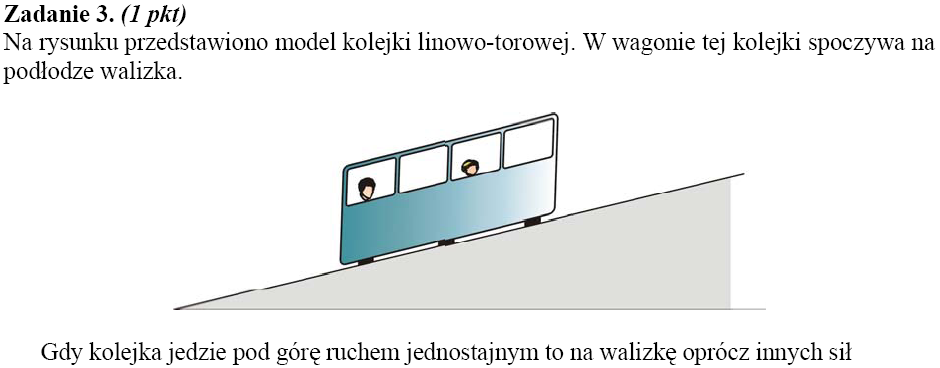 Zadanie 3. (1 pkt)
Na rysunku przedstawiono model kolejki linowo-torowej. W wagonie tej kolejki spoczywa na
podłodze walizka.
Gdy kolejka jedzie pod górę ruchem jednostajnym to na walizkę oprócz innych sił